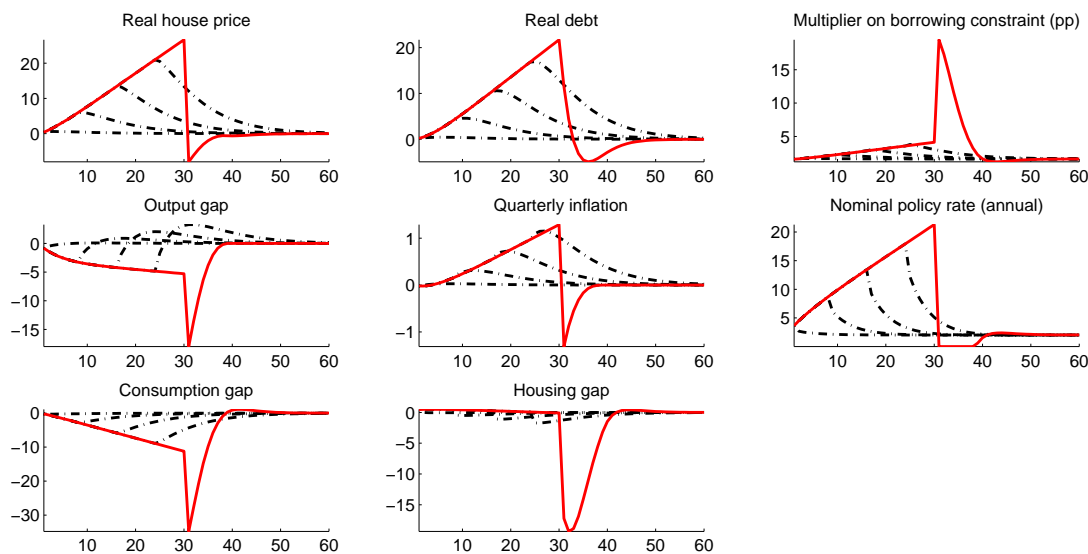 Real house price
Real debt
Multiplier on borrowing constraint (pp)
20
10
0
10 20 30 40 50 60
20
10
0
10 20 30 40 50 60
15
10
5
10 20 30 40 50 60
Output gap
Quarterly inflation
Nominal policy rate (annual)
0
-5
-10
-15
10 20 30 40 50 60
1
0
-1
10 20 30 40 50 60
20
15
10
5
10 20 30 40 50 60
Consumption gap
Housing gap
0
-10
-20
-30
10 20 30 40 50 60
0
-5
-10
-15
10 20 30 40 50 60